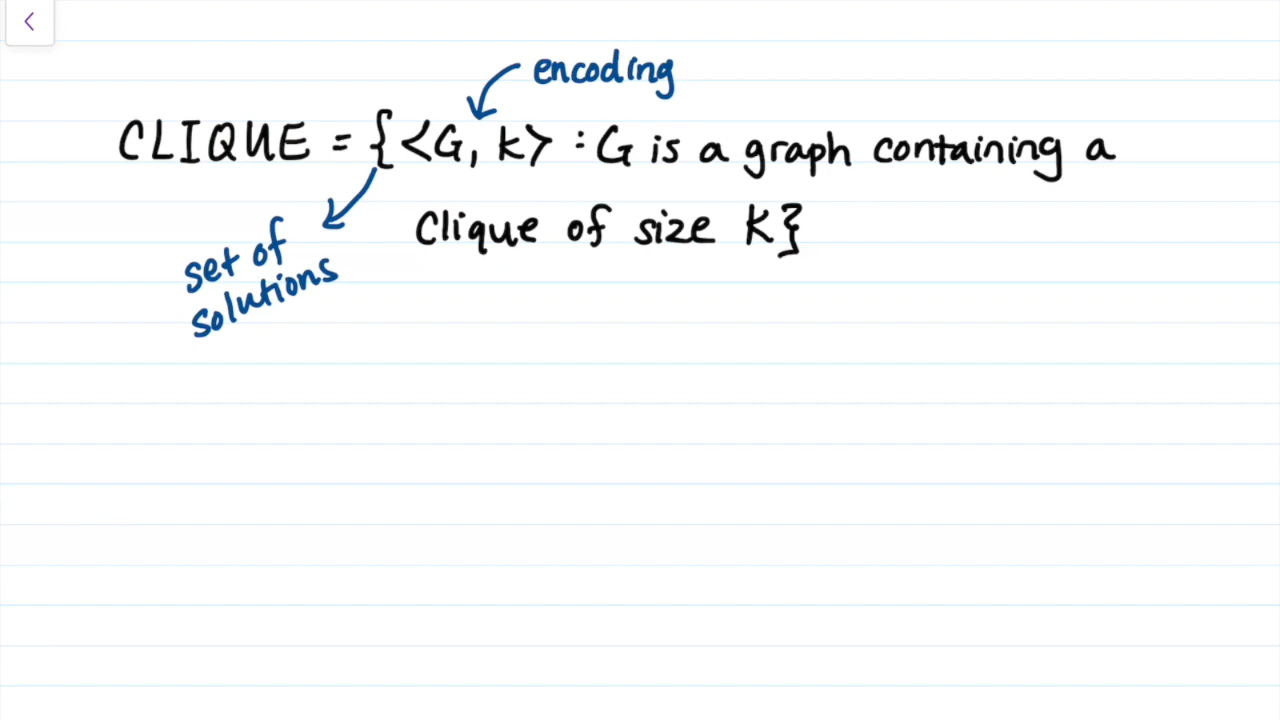 encoding
CLIQUE = {<G, k> : G is a graph containing a
Clique of size K}
set of
solutions